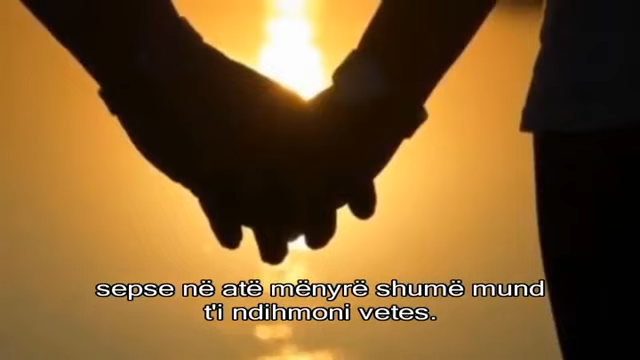 sepse në atë mënyrë shumë mund
t'i ndihmoni vetes.